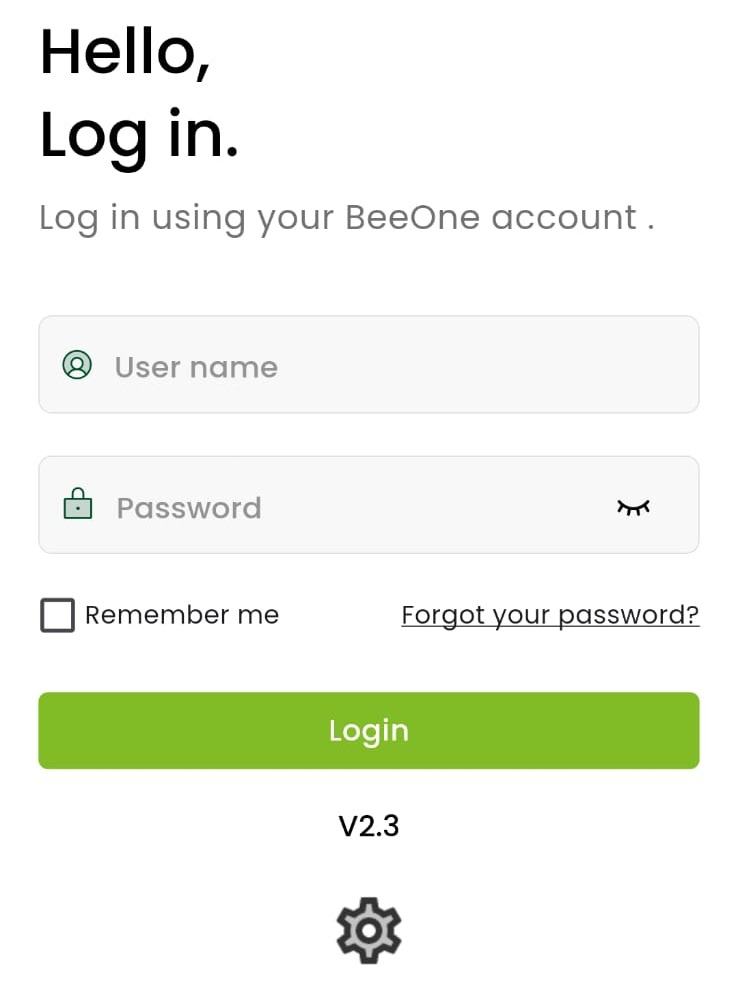 Hello,
Log in.
Log in using your BeeOne account .
User name
Password
Remember me
Forgot your password?
Login
V2.3